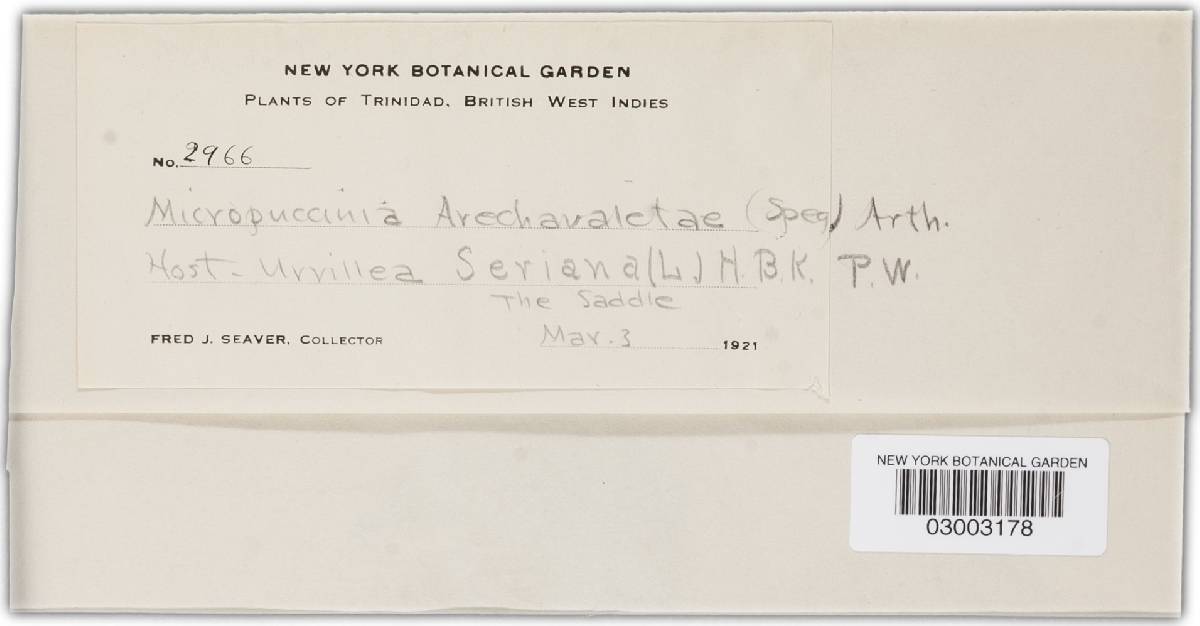 NEW YORK BOTANICAL GARDEN
PLANTS OF TRINIDAD, BRITISH WEST INDIES
No. 2966
Micropuccinia Arechavaletae (Speg) Arth.
Host - Urvillea Seriana (L.) H.B.K. P.W.
The Saddle
FRED J. SEAVER, COLLECTOR Mar. 3 1921
NEW YORK BOTANICAL GARDEN
03003178